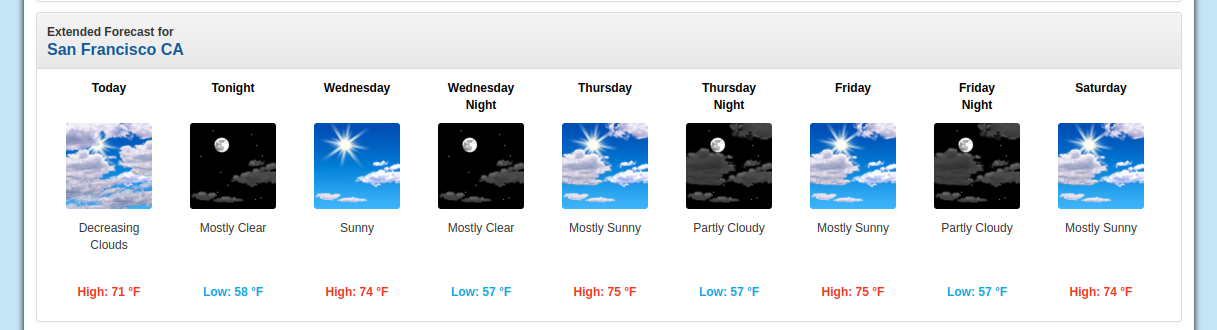 Extended Forecast for
San Francisco CA
Today
Tonight
Wednesday
Wednesday
Night
Thursday
Thursday
Night
Friday
Friday
Night
Saturday
Decreasing
Clouds
Mostly Clear
Sunny
Mostly Clear
Mostly Sunny
Partly Cloudy
Mostly Sunny
Partly Cloudy
Mostly Sunny
High: 71 °F
Low: 58 °F
High: 74 °F
Low: 57 °F
High: 75 °F
Low: 57 °F
High: 75 °F
Low: 57 °F
High: 74 °F